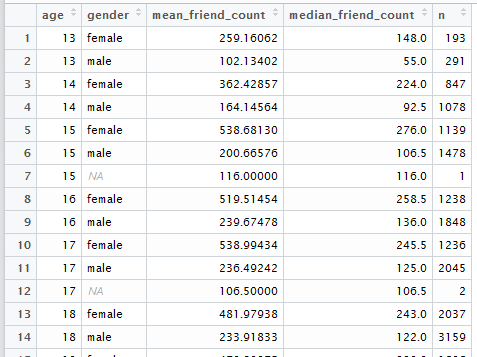 age gender mean_friend_count median_friend_count n
1 13 female 259.16062 148.0 193
2 13 male 102.13402 55.0 291
3 14 female 362.42857 224.0 847
4 14 male 164.14564 92.5 1078
5 15 female 538.68130 276.0 1139
6 15 male 200.66576 106.5 1478
7 15 NA 116.00000 116.0 1
8 16 female 519.51454 258.5 1238
9 16 male 239.67478 136.0 1848
10 17 female 538.99434 245.5 1236
11 17 male 236.49242 125.0 2045
12 17 NA 106.50000 106.5 2
13 18 female 481.97938 243.0 2037
14 18 male 233.91833 122.0 3159